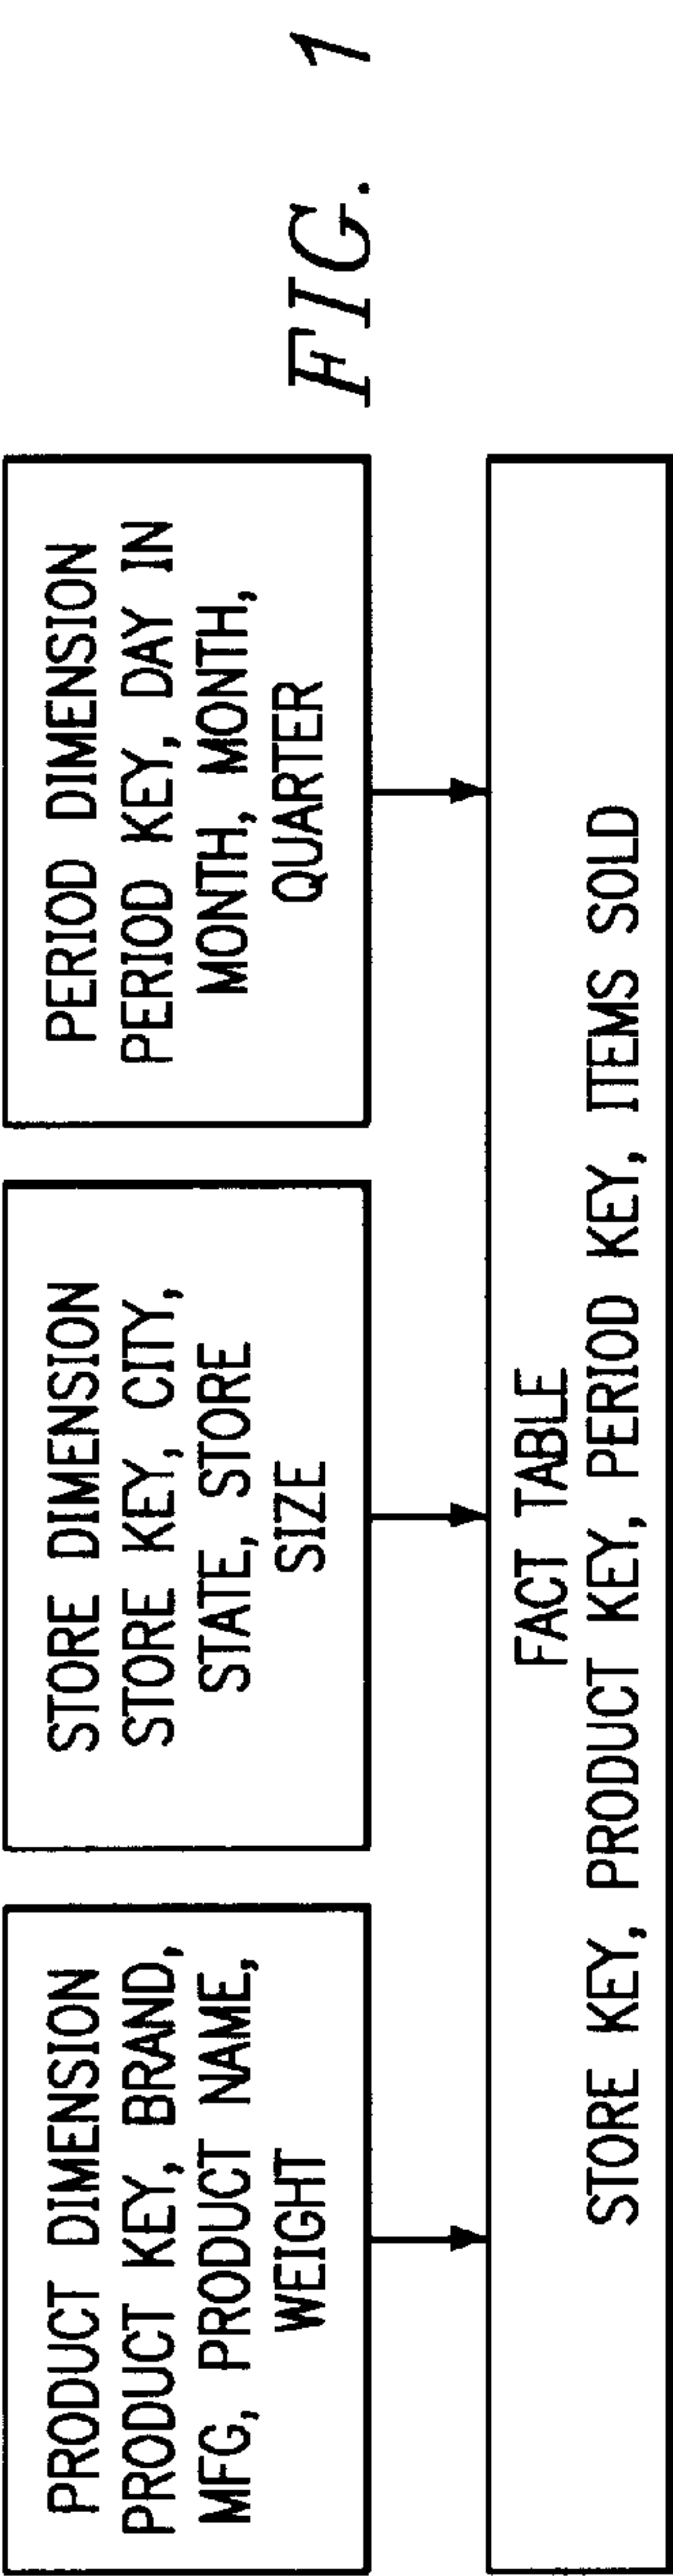 PRODUCT DIMENSION
PRODUCT KEY, BRAND,
MFG, PRODUCT NAME,
WEIGHT
STORE DIMENSION
STORE KEY, CITY,
STATE, STORE
SIZE
PERIOD DIMENSION
PERIOD KEY, DAY IN
MONTH, MONTH,
QUARTER
FACT TABLE
STORE KEY, PRODUCT KEY, PERIOD KEY, ITEMS SOLD
FIG. 1